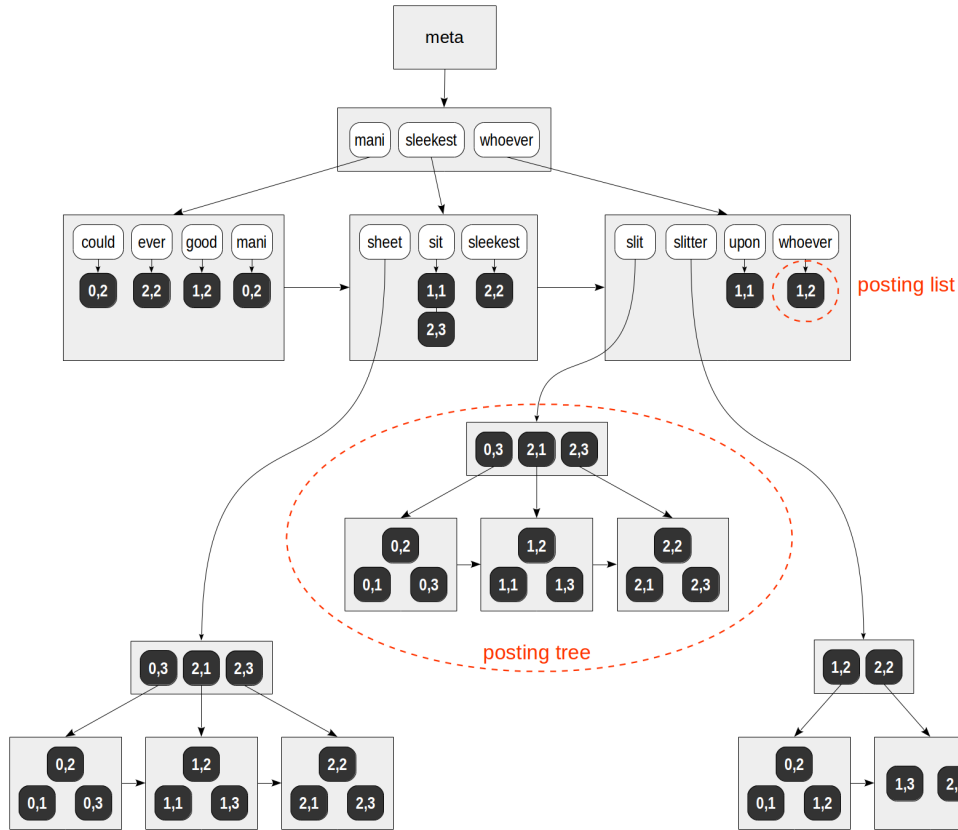 meta
mani sleekest whoever
could ever good mani
0,2 2,2 1,2 0,2
sheet sit sleekest
1,1 2,2
2,3
slit slitter upon whoever
1,1 1,2
posting list
0,3 2,1 2,3
0,2
0,1 0,3
1,2
1,1 1,3
2,2
2,1 2,3
posting tree
0,3 2,1 2,3
0,2
0,1 0,3
1,2
1,1 1,3
2,2
2,1 2,3
1,2 2,2
0,2
0,1 1,2
1,3